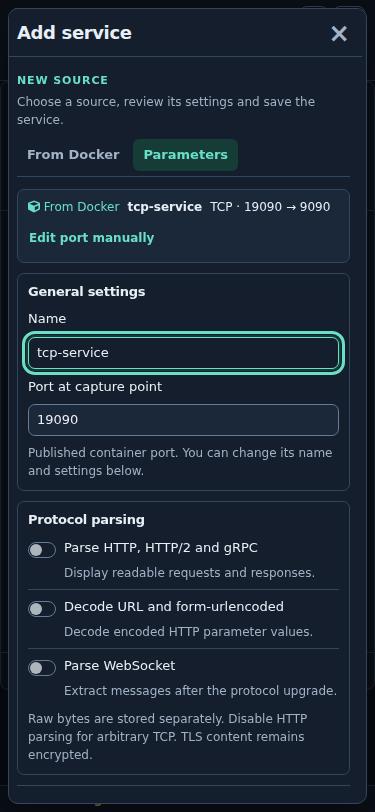 Add service
NEW SOURCE
Choose a source, review its settings and save the
service.
From Docker Parameters
From Docker tcp-service TCP · 19090 → 9090
Edit port manually
General settings
Name
tcp-service
Port at capture point
19090
Published container port. You can change its name
and settings below.
Protocol parsing
Parse HTTP, HTTP/2 and gRPC
Display readable requests and responses.
Decode URL and form-urlencoded
Decode encoded HTTP parameter values.
Parse WebSocket
Extract messages after the protocol upgrade.
Raw bytes are stored separately. Disable HTTP
parsing for arbitrary TCP. TLS content remains
encrypted.